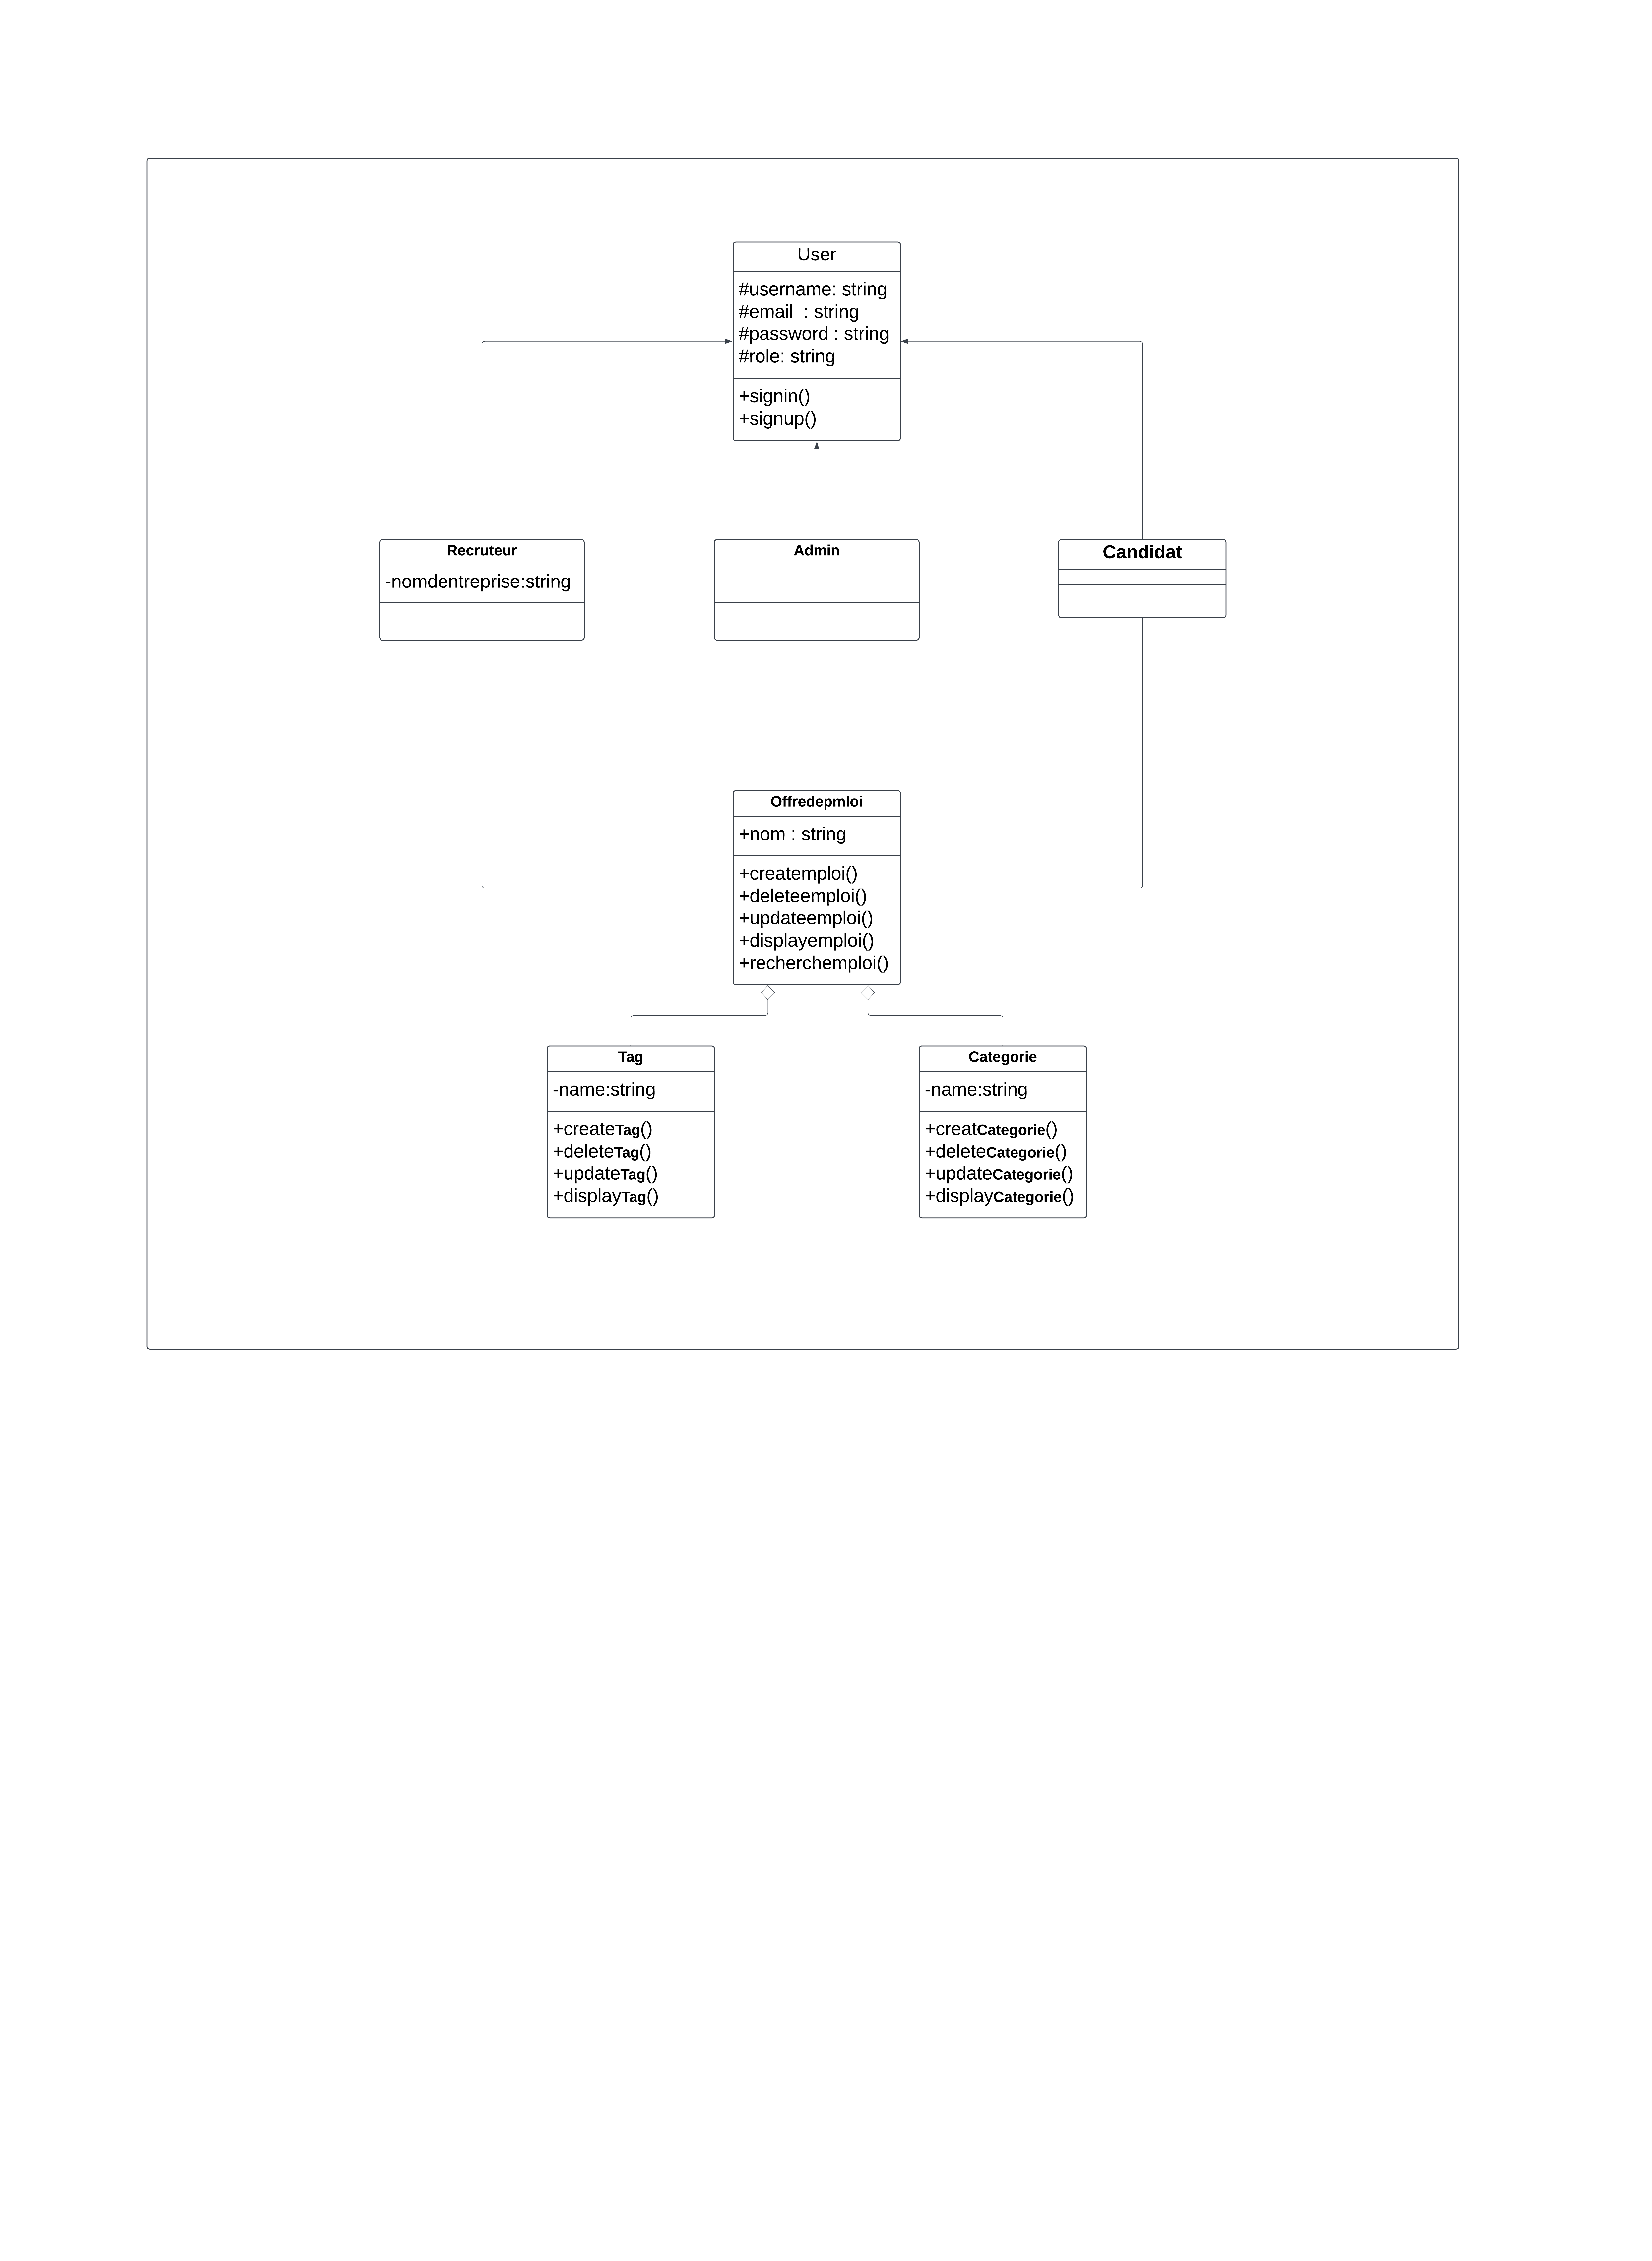 User
#username: string
#email  : string
#password : string
#role: string
+signin()
+signup()
Recruteur
-nomdentreprise:string
Admin
Candidat
Offredepmloi
+nom : string
+createmploi()
+deleteemploi()
+updateemploi()
+displayemploi()
+recherchemploi()
Tag
-name:string
+createTag()
+deleteTag()
+updateTag()
+displayTag()
Categorie
-name:string
+creatCategorie()
+deleteCategorie()
+updateCategorie()
+displayCategorie()